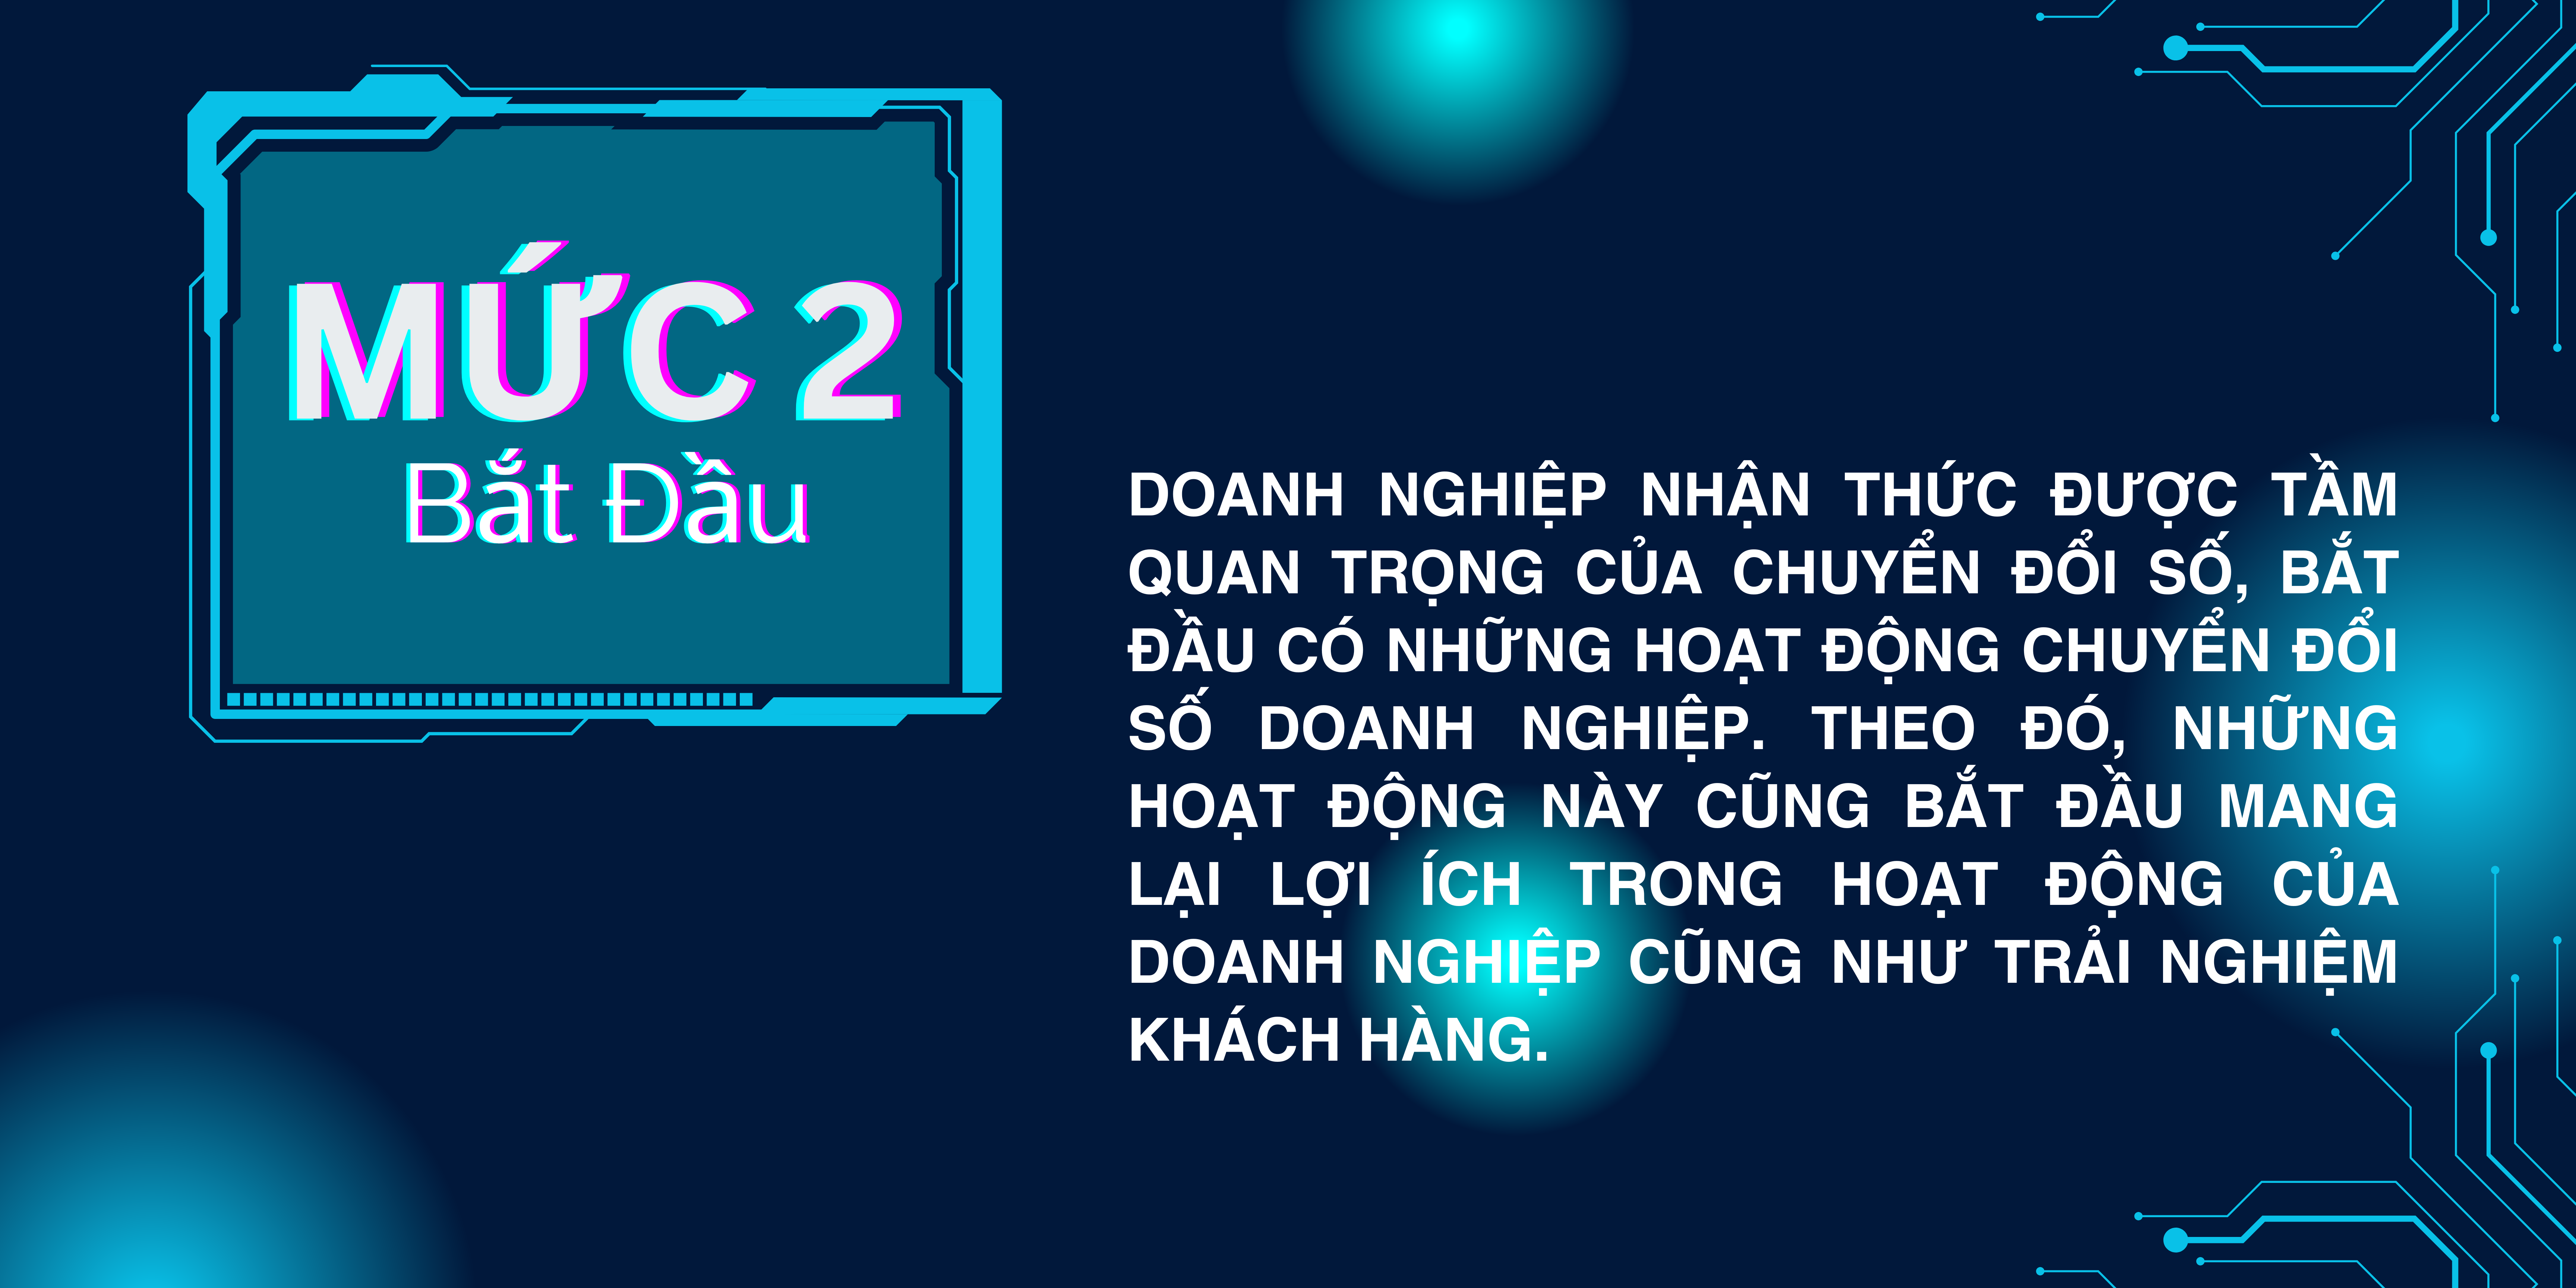 MỨC 2
Bắt Đầu
DOANH NGHIỆP NHẬN THỨC ĐƯỢC TẦM
QUAN TRỌNG CỦA CHUYỂN ĐỔI SỐ, BẮT
ĐẦU CÓ NHỮNG HOẠT ĐỘNG CHUYỂN ĐỔI
SỐ DOANH NGHIỆP. THEO ĐÓ, NHỮNG
HOẠT ĐỘNG NÀY CŨNG BẮT ĐẦU MANG
LẠI LỢI ÍCH TRONG HOẠT ĐỘNG CỦA
DOANH NGHIỆP CŨNG NHƯ TRẢI NGHIỆM
KHÁCH HÀNG.